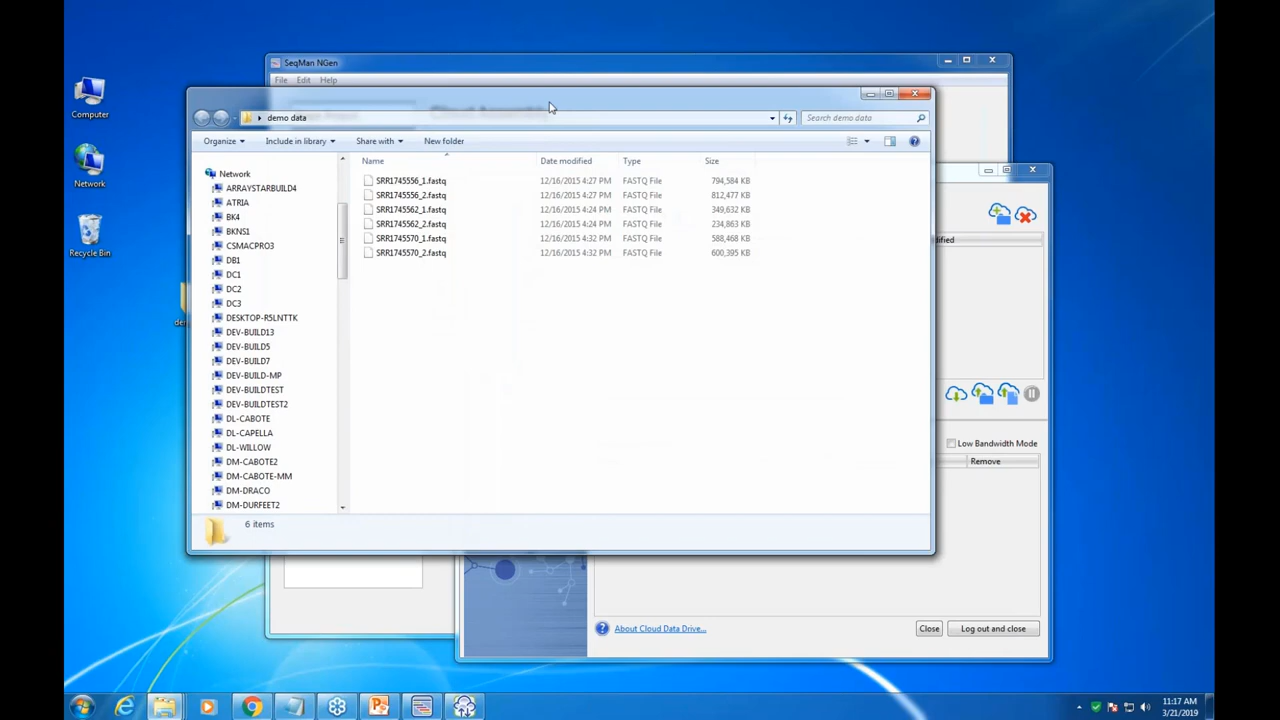 Computer
Network
Recycle Bin
SeqMan NGen
File Edit Help
demo data
Search demo data
Organize Include in library Share with New folder
Name Date modified Type Size
Network
ARRAYSTARBUILD4
ATRIA
BK4
BKNS1
CSMACPRO3
DB1
DC1
DC2
DC3
DESKTOP-R5LNTTK
DEV-BUILD13
DEV-BUILD5
DEV-BUILD7
DEV-BUILD-MP
DEV-BUILDTEST
DEV-BUILDTEST2
DL-CABOTE
DL-CAPELLA
DL-WILLOW
DM-CABOTE2
DM-CABOTE-MM
DM-DRACO
DM-DURFEET2
SRR1745556_1.fastq 12/16/2015 4:27 PM FASTQ File 794,584 KB
SRR1745556_2.fastq 12/16/2015 4:27 PM FASTQ File 812,477 KB
SRR1745562_1.fastq 12/16/2015 4:24 PM FASTQ File 349,632 KB
SRR1745562_2.fastq 12/16/2015 4:24 PM FASTQ File 234,863 KB
SRR1745570_1.fastq 12/16/2015 4:32 PM FASTQ File 588,468 KB
SRR1745570_2.fastq 12/16/2015 4:32 PM FASTQ File 600,395 KB
6 items
Low Bandwidth Mode
Remove
About Cloud Data Drive...
Close
Log out and close
11:17 AM
3/21/2019